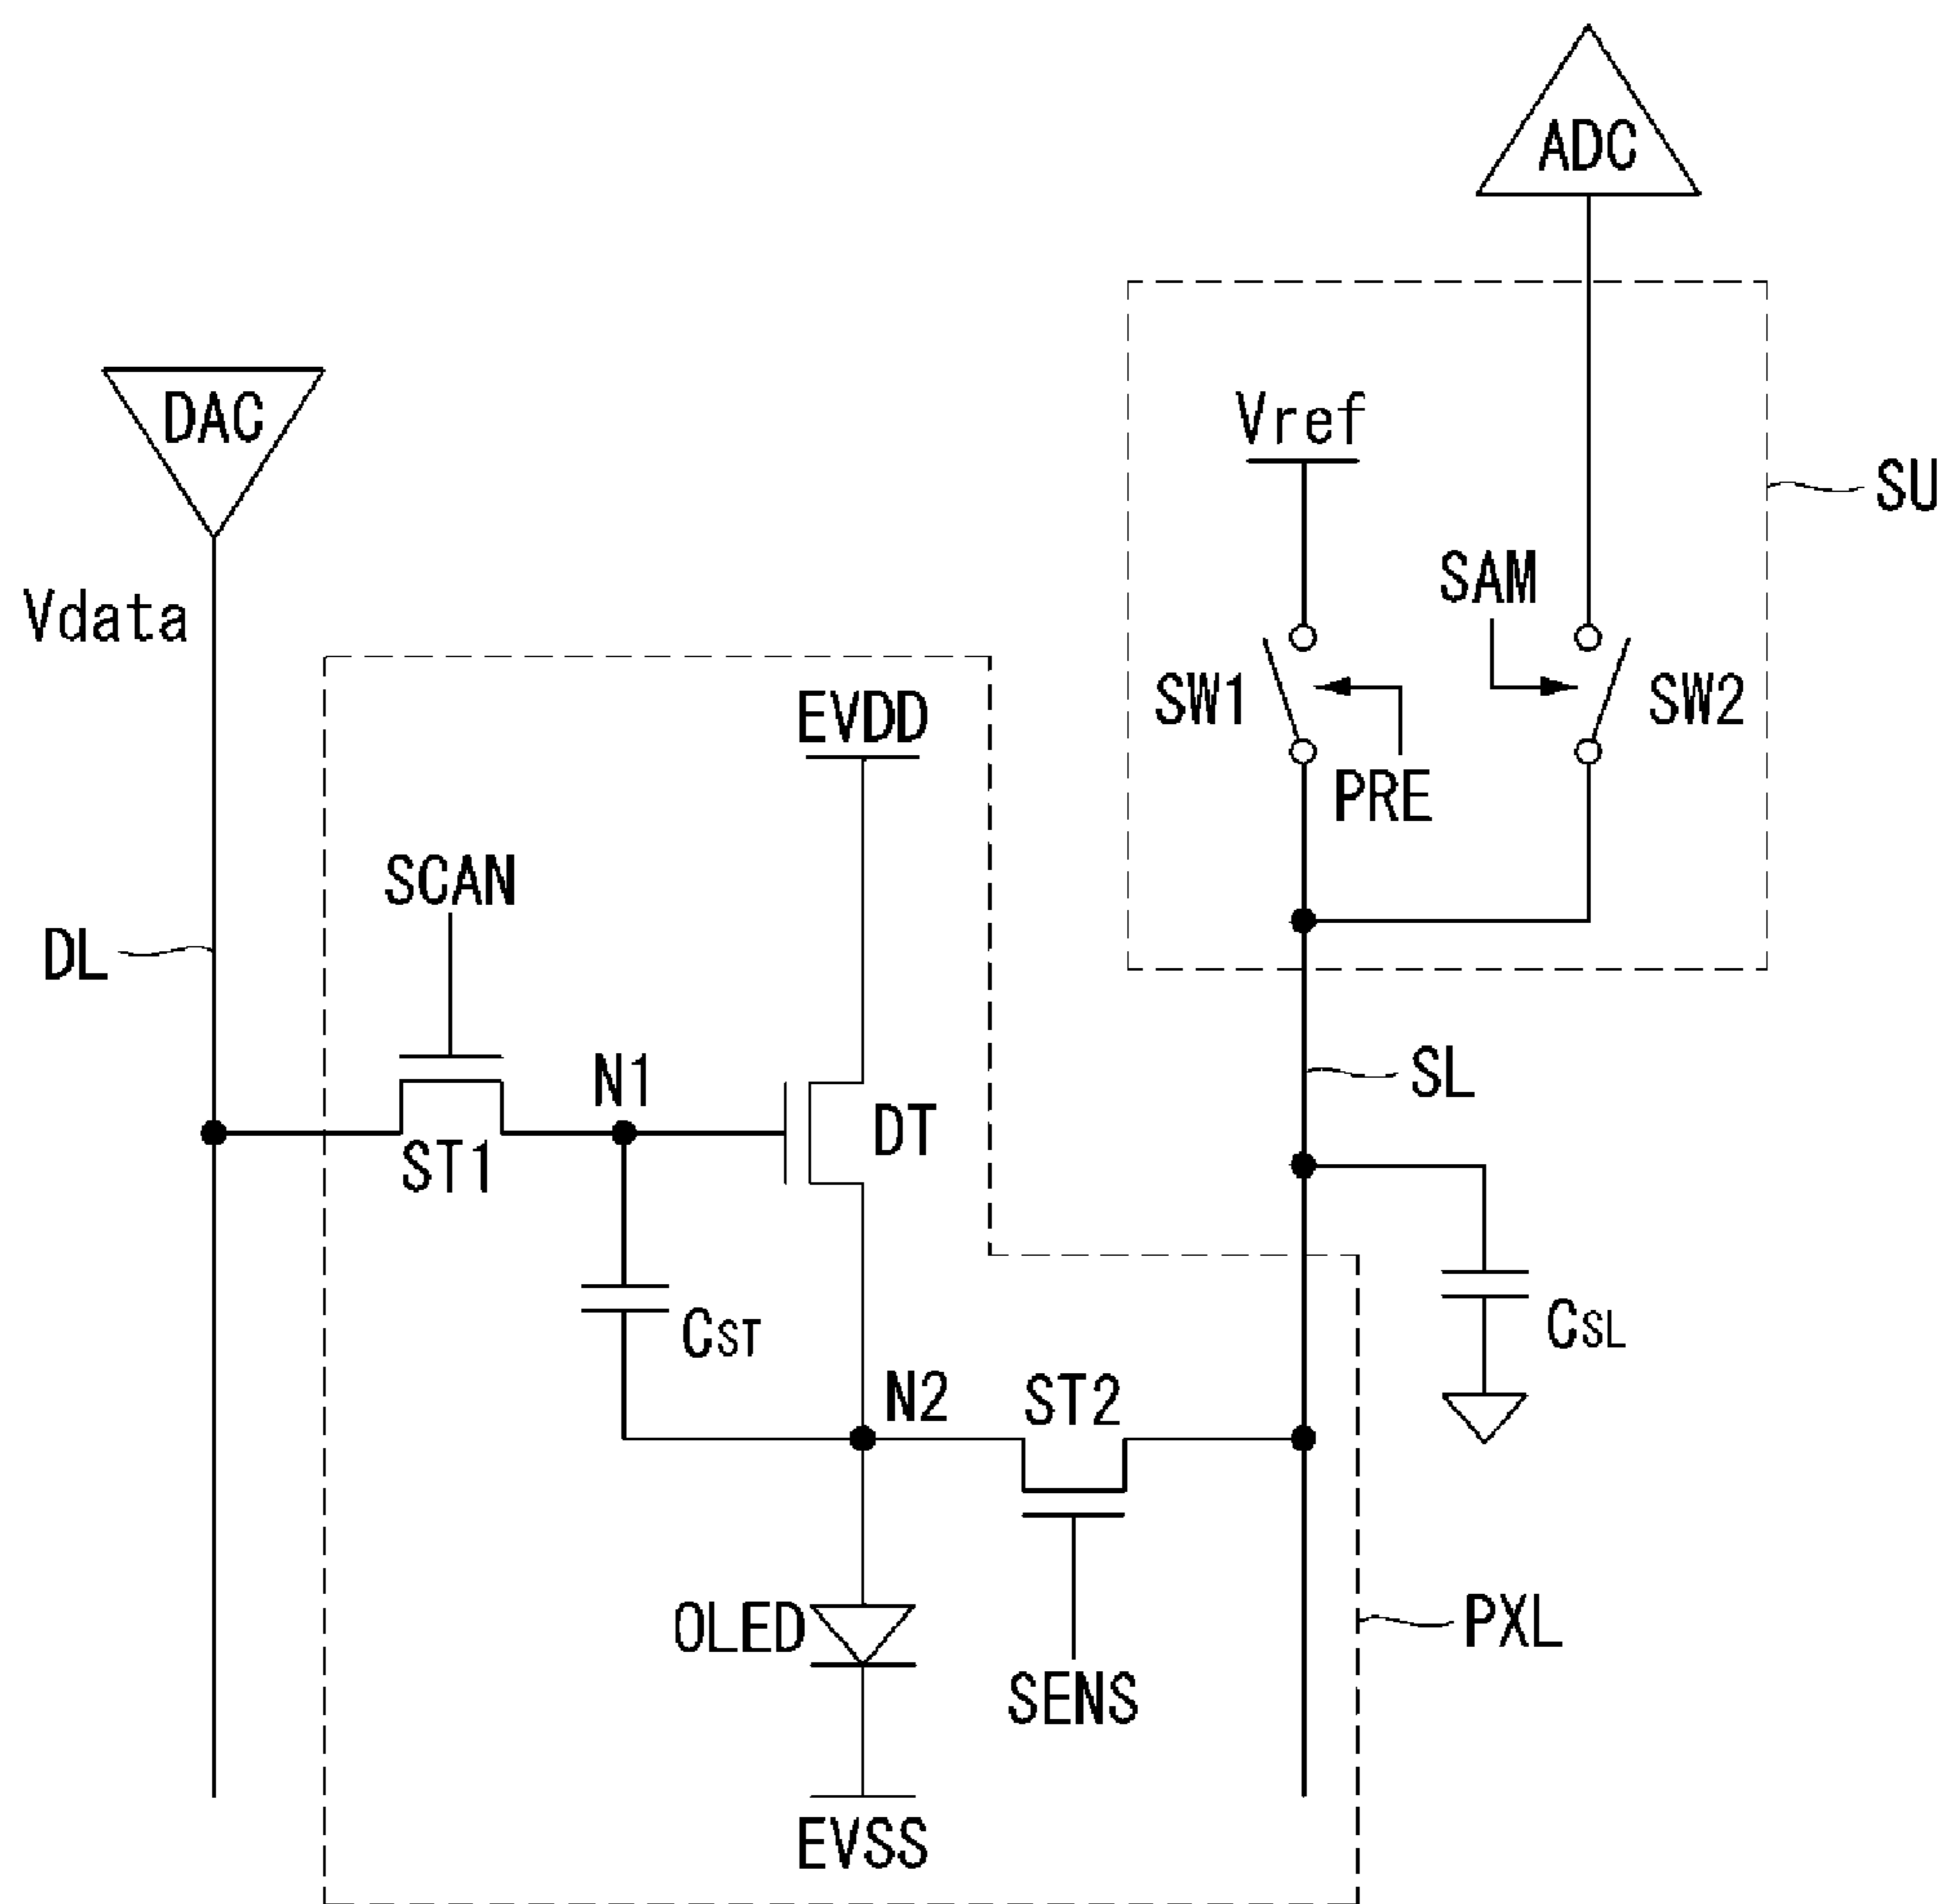 ADC
DAC
Vref
SU
SAM
Vdata
SW1
SW2
EVDD
PRE
SCAN
DL
N1
SL
DT
ST1
CST
CSL
N2
ST2
OLED
PXL
SENS
EVSS